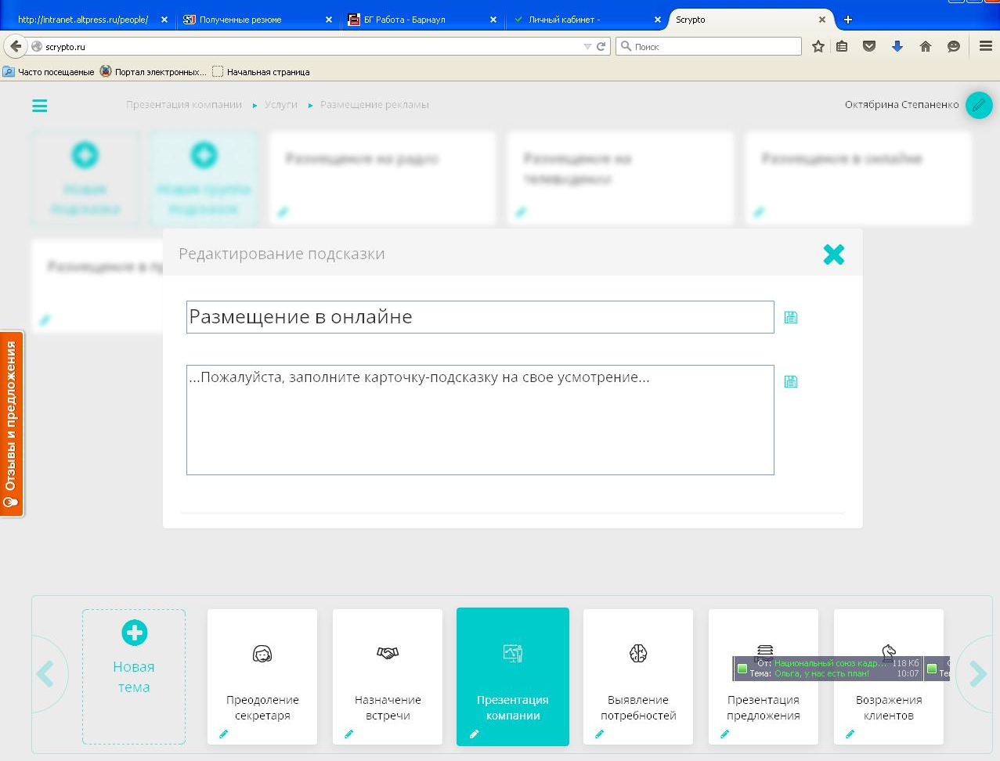 http://intranet.altpress.ru/people/
Полученные резюме
БГ Работа - Барнаул
Личный кабинет -
Scrypto
scrypto.ru
Поиск
Часто посещаемые
Портал электронных...
Начальная страница
Презентация компании
Услуги
Размещение рекламы
Октябрина Степаненко
Новая
подсказка
Новая группа
подсказок
Размещение на радио
Размещение на
телевидении
Размещение в онлайне
Размещение в
Редактирование подсказки
Размещение в онлайне
...Пожалуйста, заполните карточку-подсказку на свое усмотрение...
Отзывы и предложения
Новая
тема
Преодоление
секретаря
Назначение
встречи
Презентация
компании
Выявление
потребностей
Презентация
предложения
Возражения
клиентов
От: Национальный союз кадр... 118 Кб
Тема: Ольга, у нас есть план! 10:07